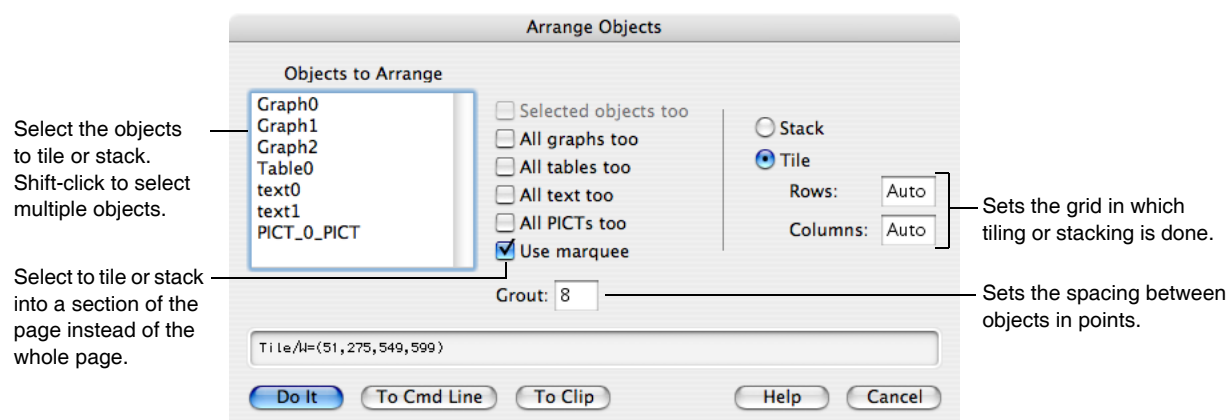 Arrange Objects
Objects to Arrange
Graph0
Graph1
Graph2
Table0
text0
text1
PICT_0_PICT
Selected objects too
All graphs too
All tables too
All text too
All PICTs too
Use marquee
Stack
Tile
Rows: Auto
Columns: Auto
Grout: 8
Tile/W=(51,275,549,599)
Do It
To Cmd Line
To Clip
Help
Cancel
Select the objects
to tile or stack.
Shift-click to select
multiple objects.
Select to tile or stack
into a section of the
page instead of the
whole page.
Sets the grid in which
tiling or stacking is done.
Sets the spacing between
objects in points.